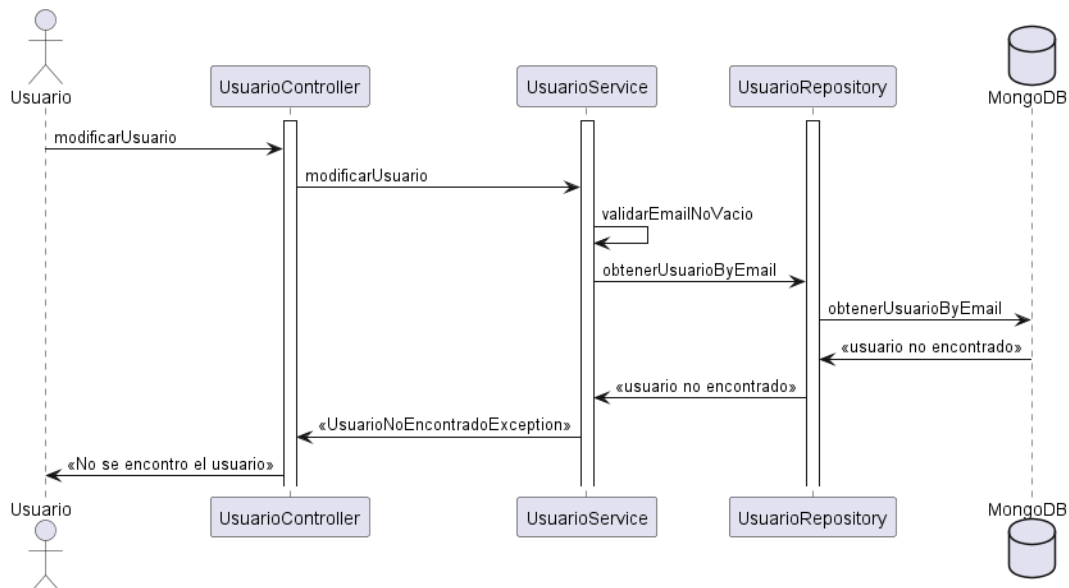 Usuario
UsuarioController
UsuarioService
UsuarioRepository
MongoDB
modificarUsuario
modificarUsuario
validarEmailNoVacio
obtenerUsuarioByEmail
obtenerUsuarioByEmail
«usuario no encontrado»
«usuario no encontrado»
«UsuarioNoEncontradoException»
«No se encontro el usuario»
Usuario
UsuarioController
UsuarioService
UsuarioRepository
MongoDB